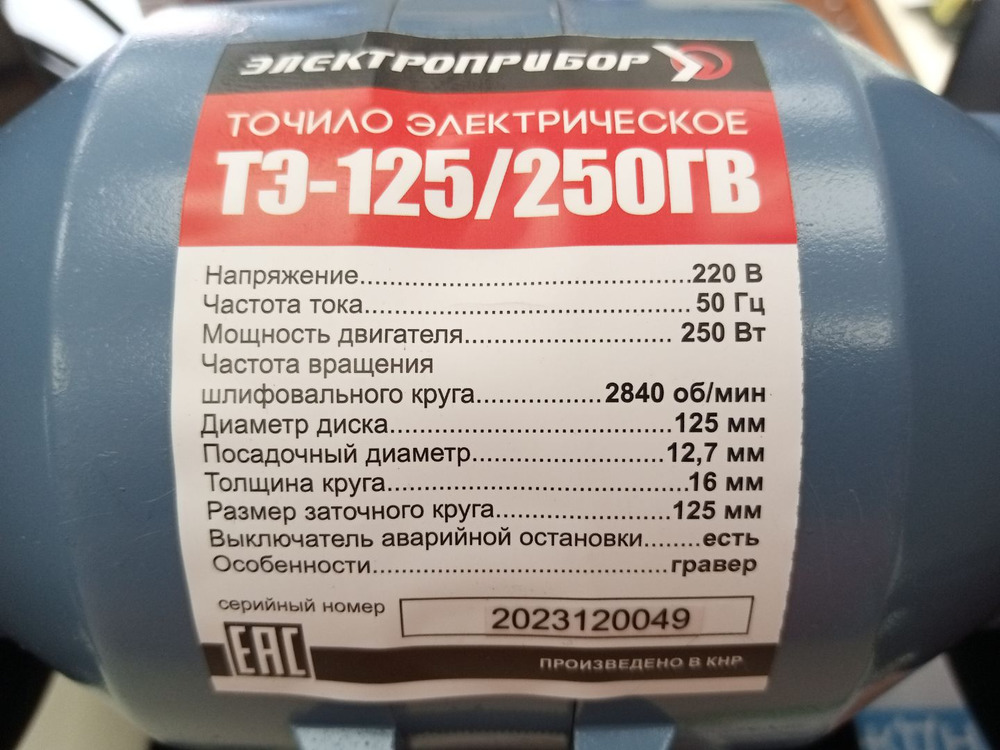 ЭЛЕКТРОПРИБОР
ТОЧИЛО ЭЛЕКТРИЧЕСКОЕ
ТЭ-125/250ГВ
Напряжение....................................220 В
Частота тока....................................50 Гц
Мощность двигателя......................... 250 Вт
Частота вращения
шлифовального круга...............2840 об/мин
Диаметр диска..................................125 мм
Посадочный диаметр.......................12,7 мм
Толщина круга....................................16 мм
Размер заточного круга.....................125 мм
Выключатель аварийной остановки.......есть
Особенности....................................гравер
серийный номер 2023120049
ЕАС
ПРОИЗВЕДЕНО В КНР